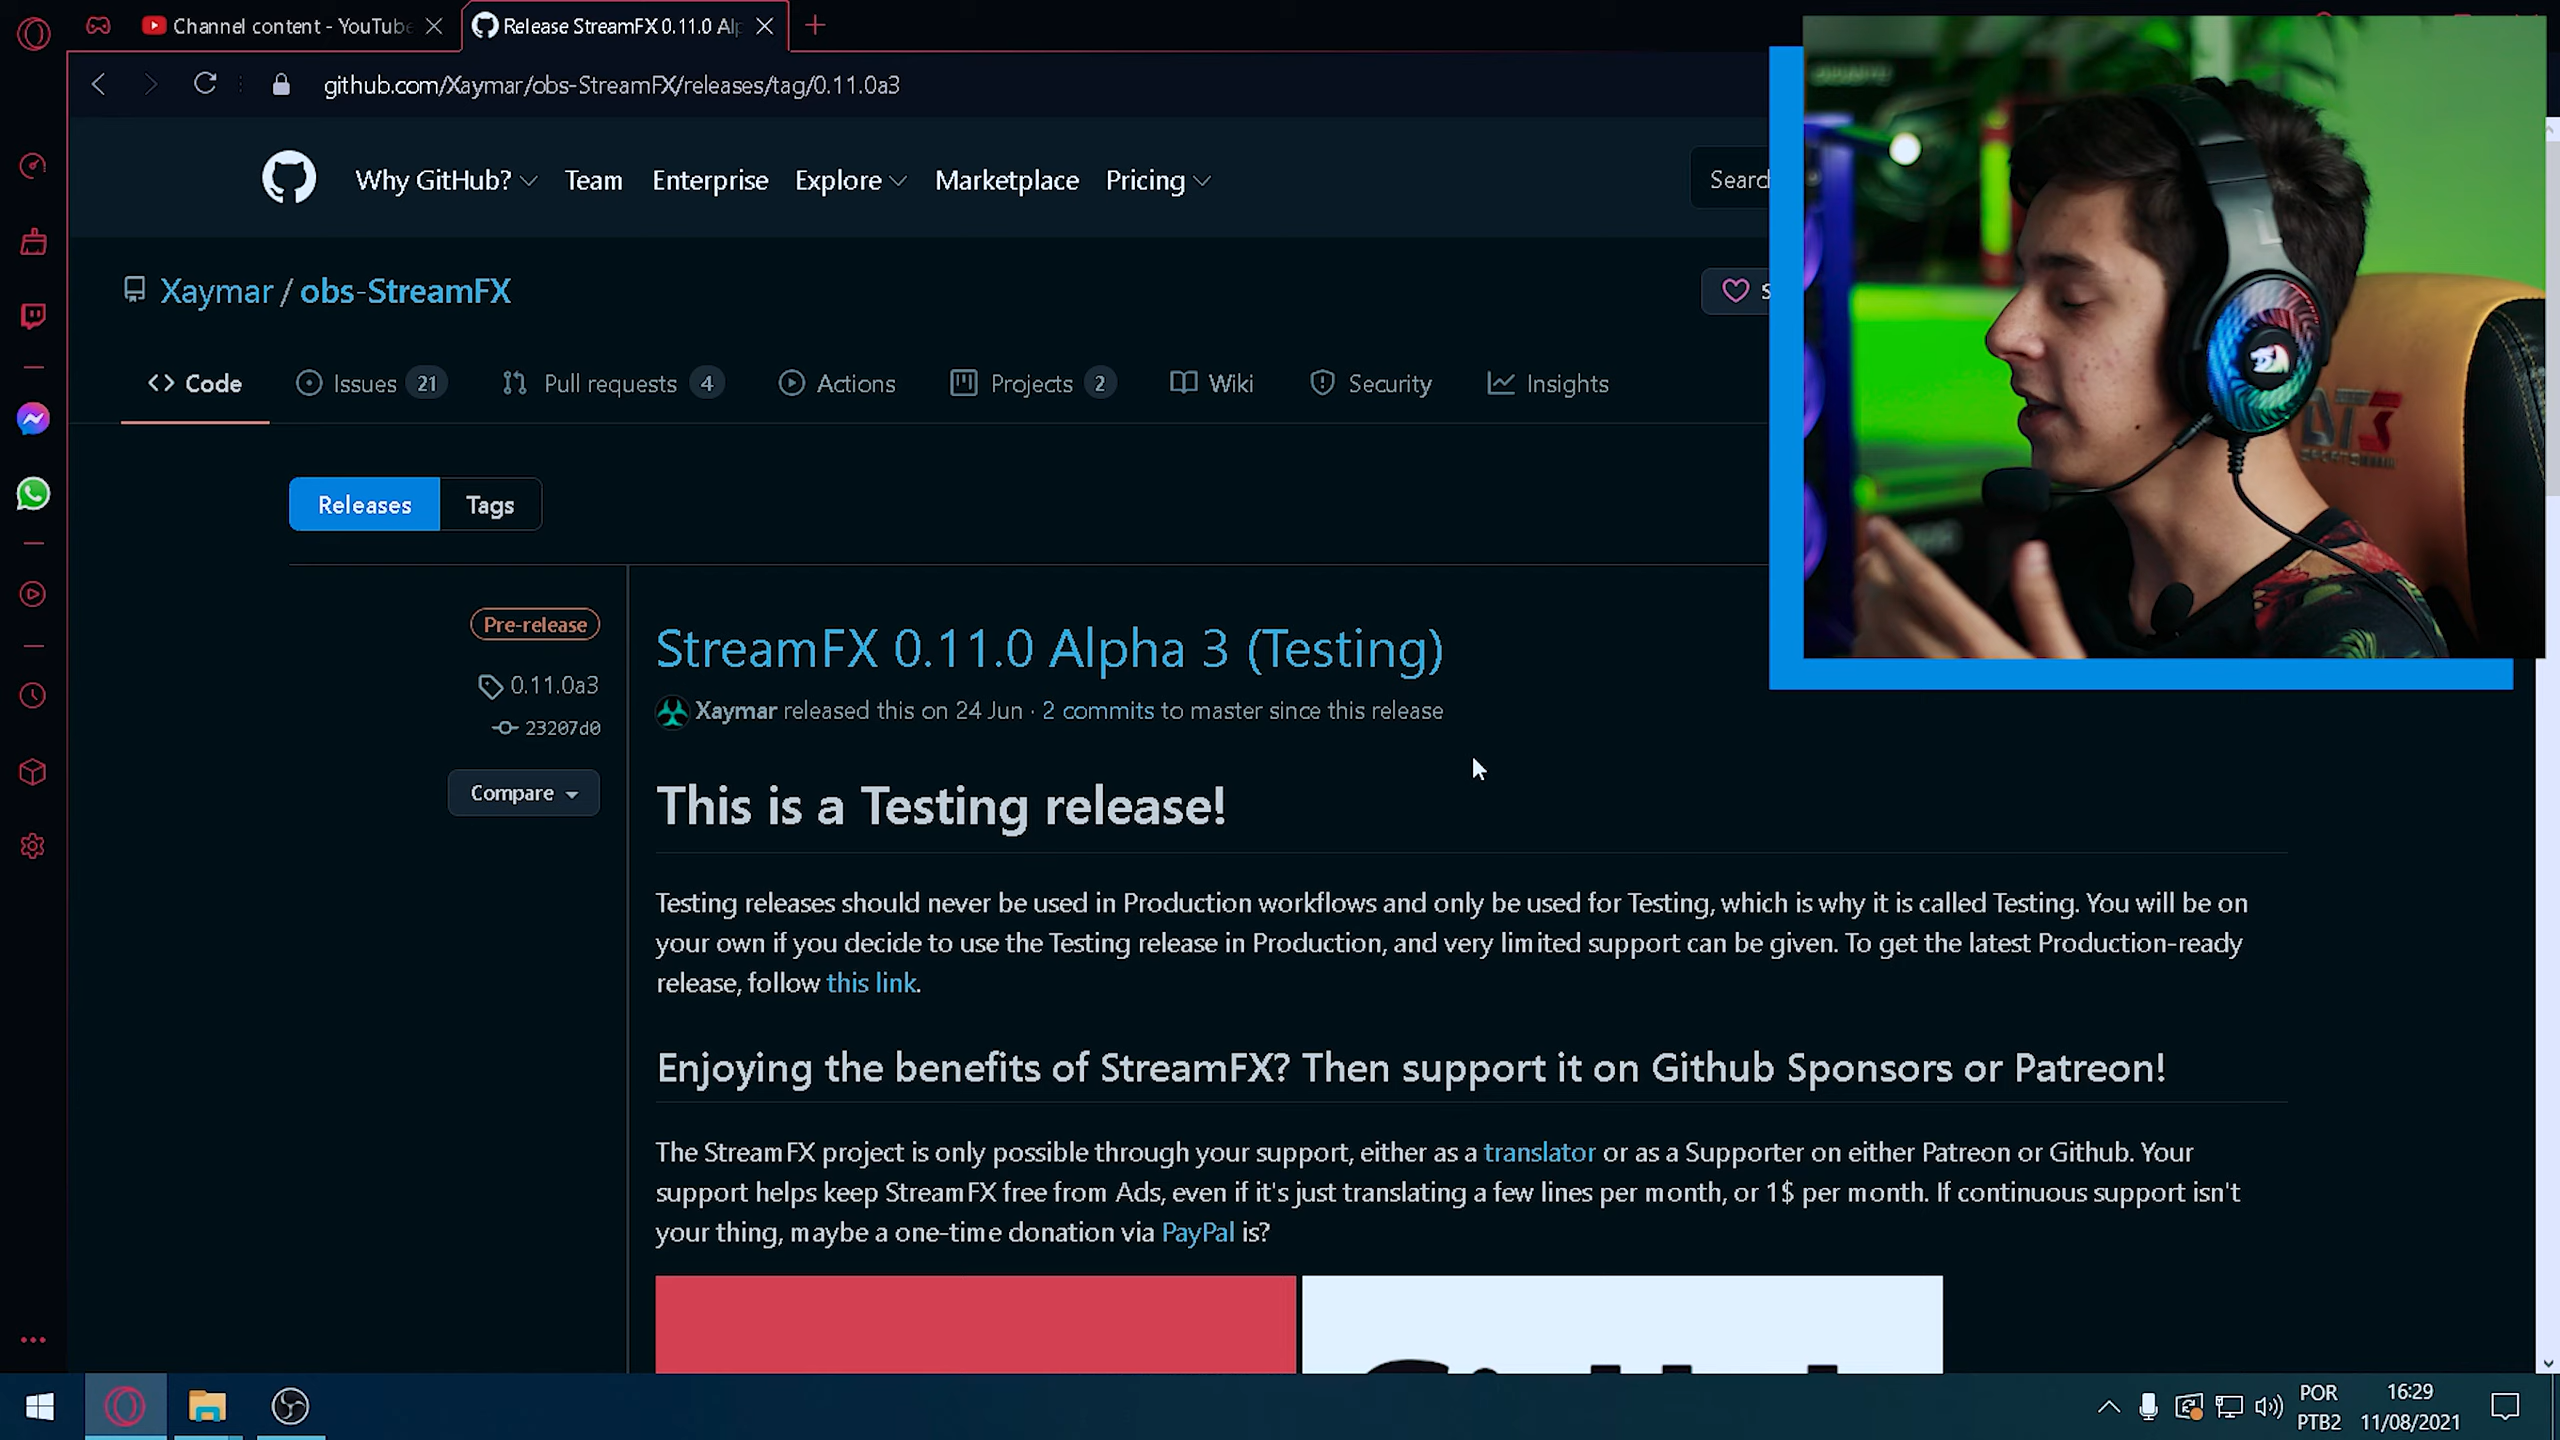 Channel content - YouTube
Release StreamFX 0.11.0 Alp
github.com/Xaymar/obs-StreamFX/releases/tag/0.11.0a3
Why GitHub? Team Enterprise Explore Marketplace Pricing
Xaymar / obs-StreamFX
Code Issues 21 Pull requests 4 Actions Projects 2 Wiki Security Insights
Releases Tags
Pre-release
0.11.0a3
23207d0
Compare
StreamFX 0.11.0 Alpha 3 (Testing)
Xaymar released this on 24 Jun · 2 commits to master since this release
This is a Testing release!
Testing releases should never be used in Production workflows and only be used for Testing, which is why it is called Testing. You will be on
your own if you decide to use the Testing release in Production, and very limited support can be given. To get the latest Production-ready
release, follow this link.
Enjoying the benefits of StreamFX? Then support it on Github Sponsors or Patreon!
The StreamFX project is only possible through your support, either as a translator or as a Supporter on either Patreon or Github. Your
support helps keep StreamFX free from Ads, even if it's just translating a few lines per month, or 1$ per month. If continuous support isn't
your thing, maybe a one-time donation via PayPal is?
POR
PTB2
16:29
11/08/2021